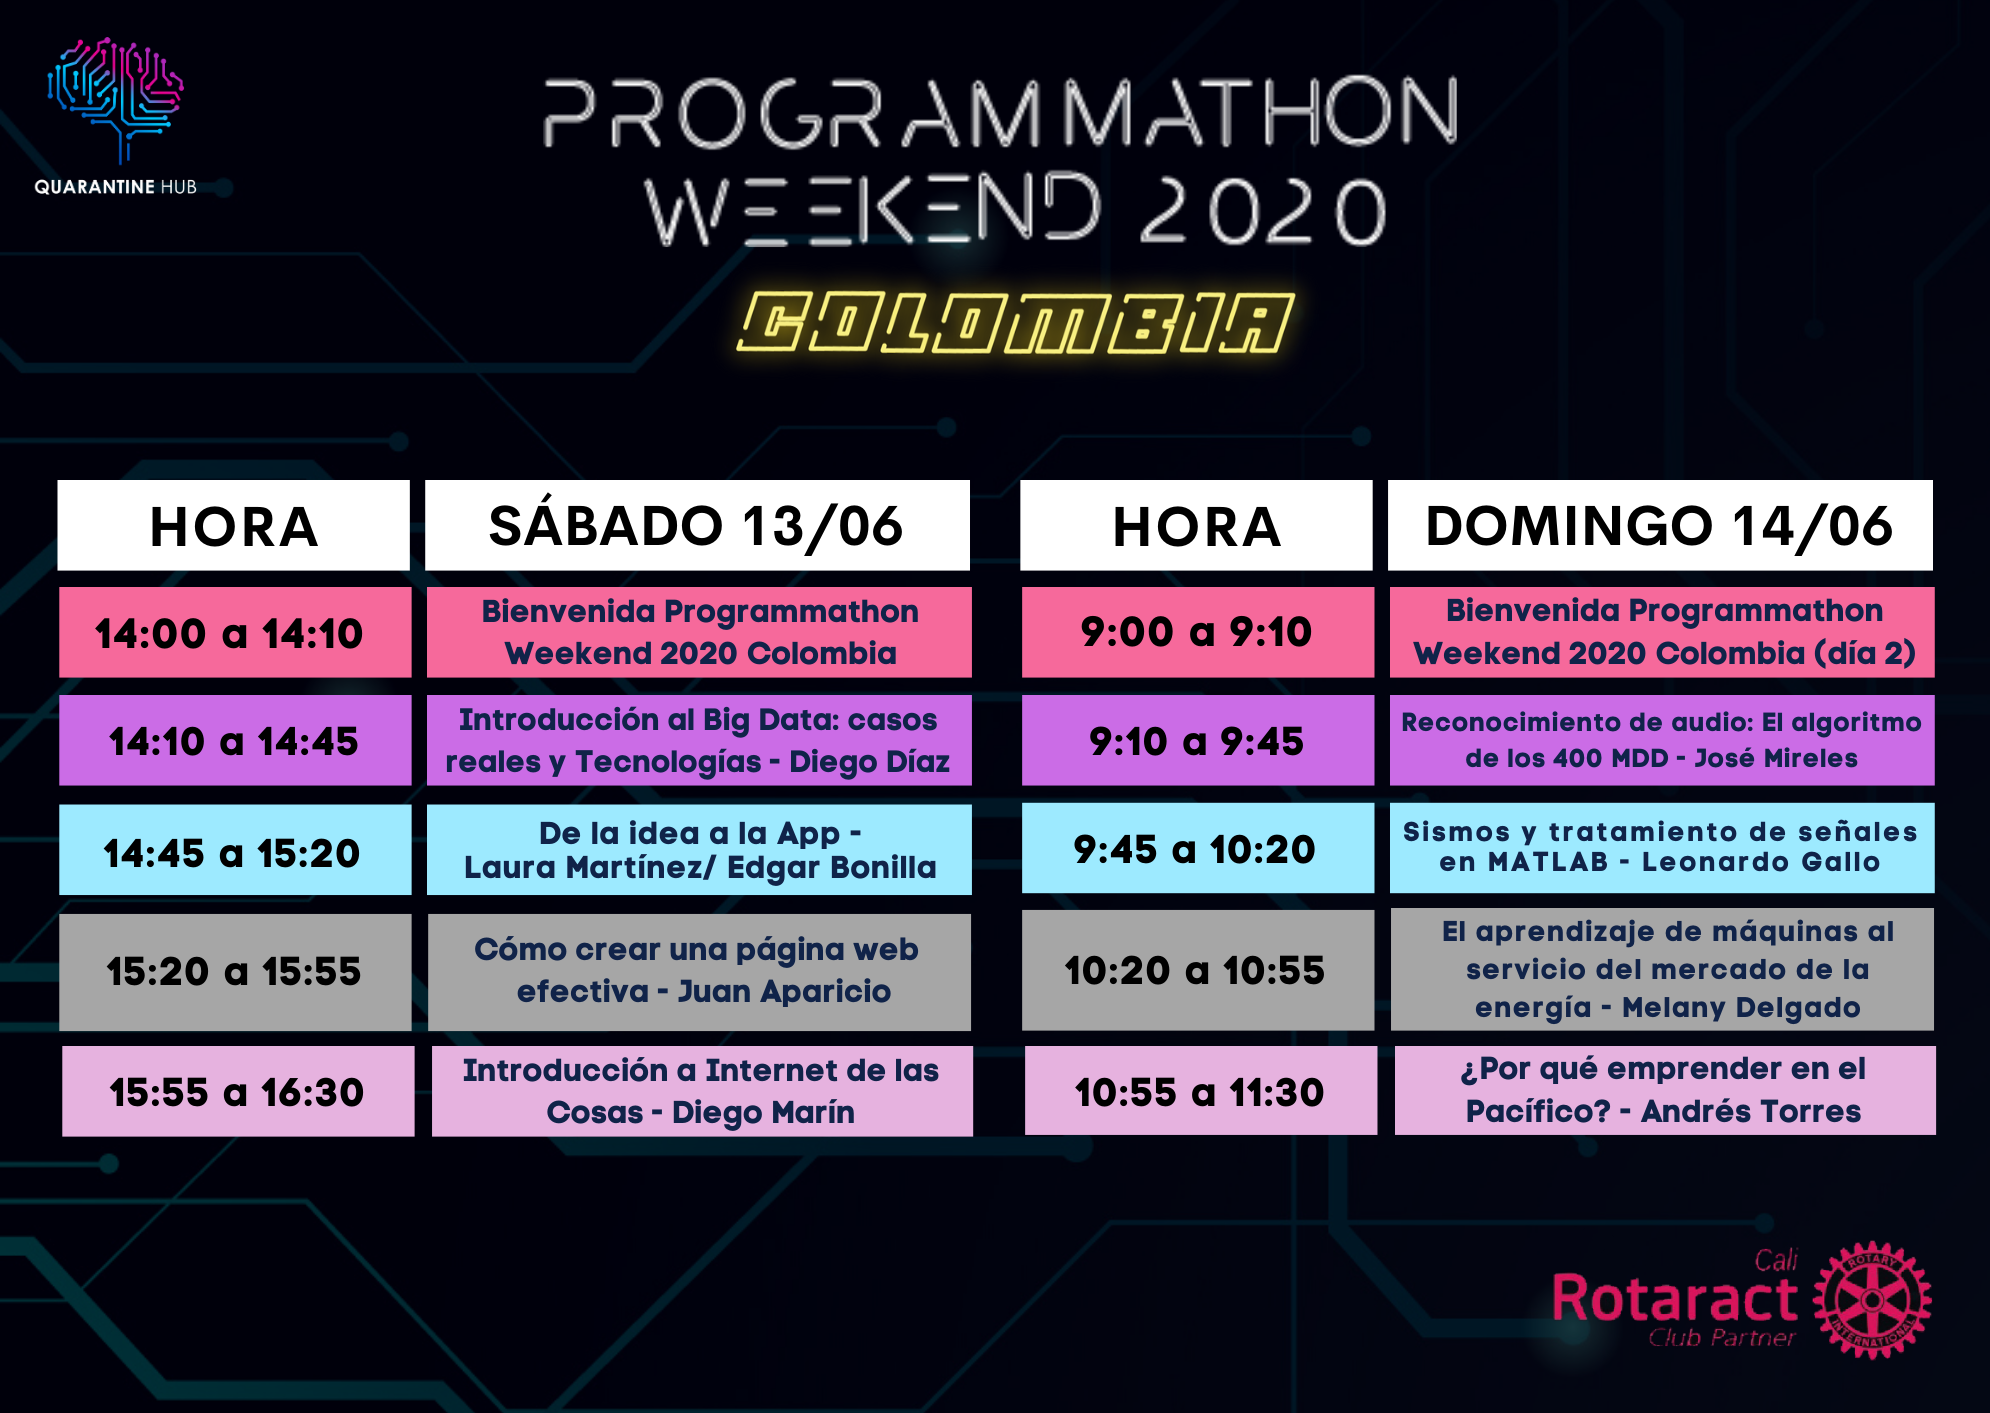 QUARANTINE HUB
PROGRAMMATHON
WEEKEND 2020
COLOMBIA
HORA
SÁBADO 13/06
14:00 a 14:10
Bienvenida Programmathon
Weekend 2020 Colombia
14:10 a 14:45
Introducción al Big Data: casos
reales y Tecnologías - Diego Díaz
14:45 a 15:20
De la idea a la App -
Laura Martínez/ Edgar Bonilla
15:20 a 15:55
Cómo crear una página web
efectiva - Juan Aparicio
15:55 a 16:30
Introducción a Internet de las
Cosas - Diego Marín
HORA
DOMINGO 14/06
9:00 a 9:10
Bienvenida Programmathon
Weekend 2020 Colombia (día 2)
9:10 a 9:45
Reconocimiento de audio: El algoritmo
de los 400 MDD - José Mireles
9:45 a 10:20
Sismos y tratamiento de señales
en MATLAB - Leonardo Gallo
10:20 a 10:55
El aprendizaje de máquinas al
servicio del mercado de la
energía - Melany Delgado
10:55 a 11:30
¿Por qué emprender en el
Pacífico? - Andrés Torres
Cali
Rotaract
Club Partner
ROTARY
INTERNATIONAL